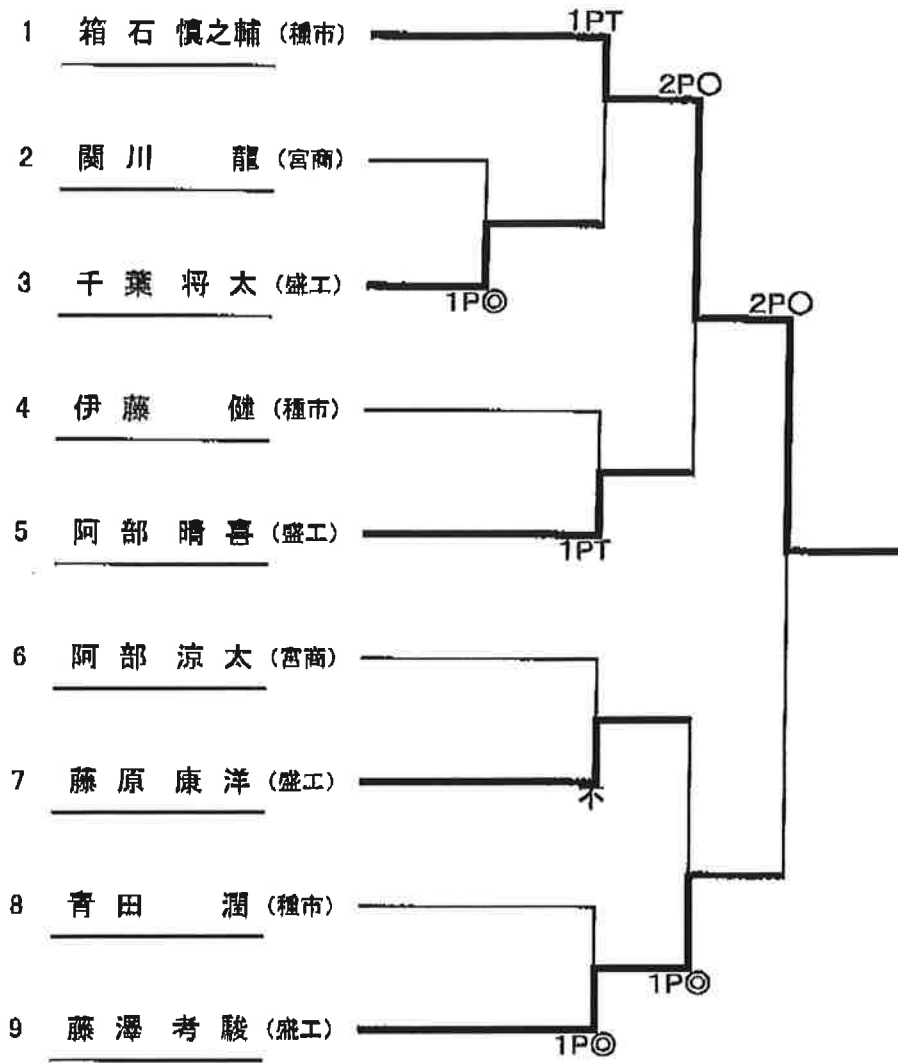 1PT
1 箱石慎之輔 (種市)
2P○
2 関川 龍 (宮商)
3 千葉将太 (盛工)
1P◎
2P○
4 伊藤 健 (種市)
5 阿部晴喜 (盛工)
1PT
6 阿部涼太 (宮商)
7 藤原康洋 (盛工)
不
8 青田 潤 (種市)
1P◎
9 藤澤考駿 (盛工)
1P◎